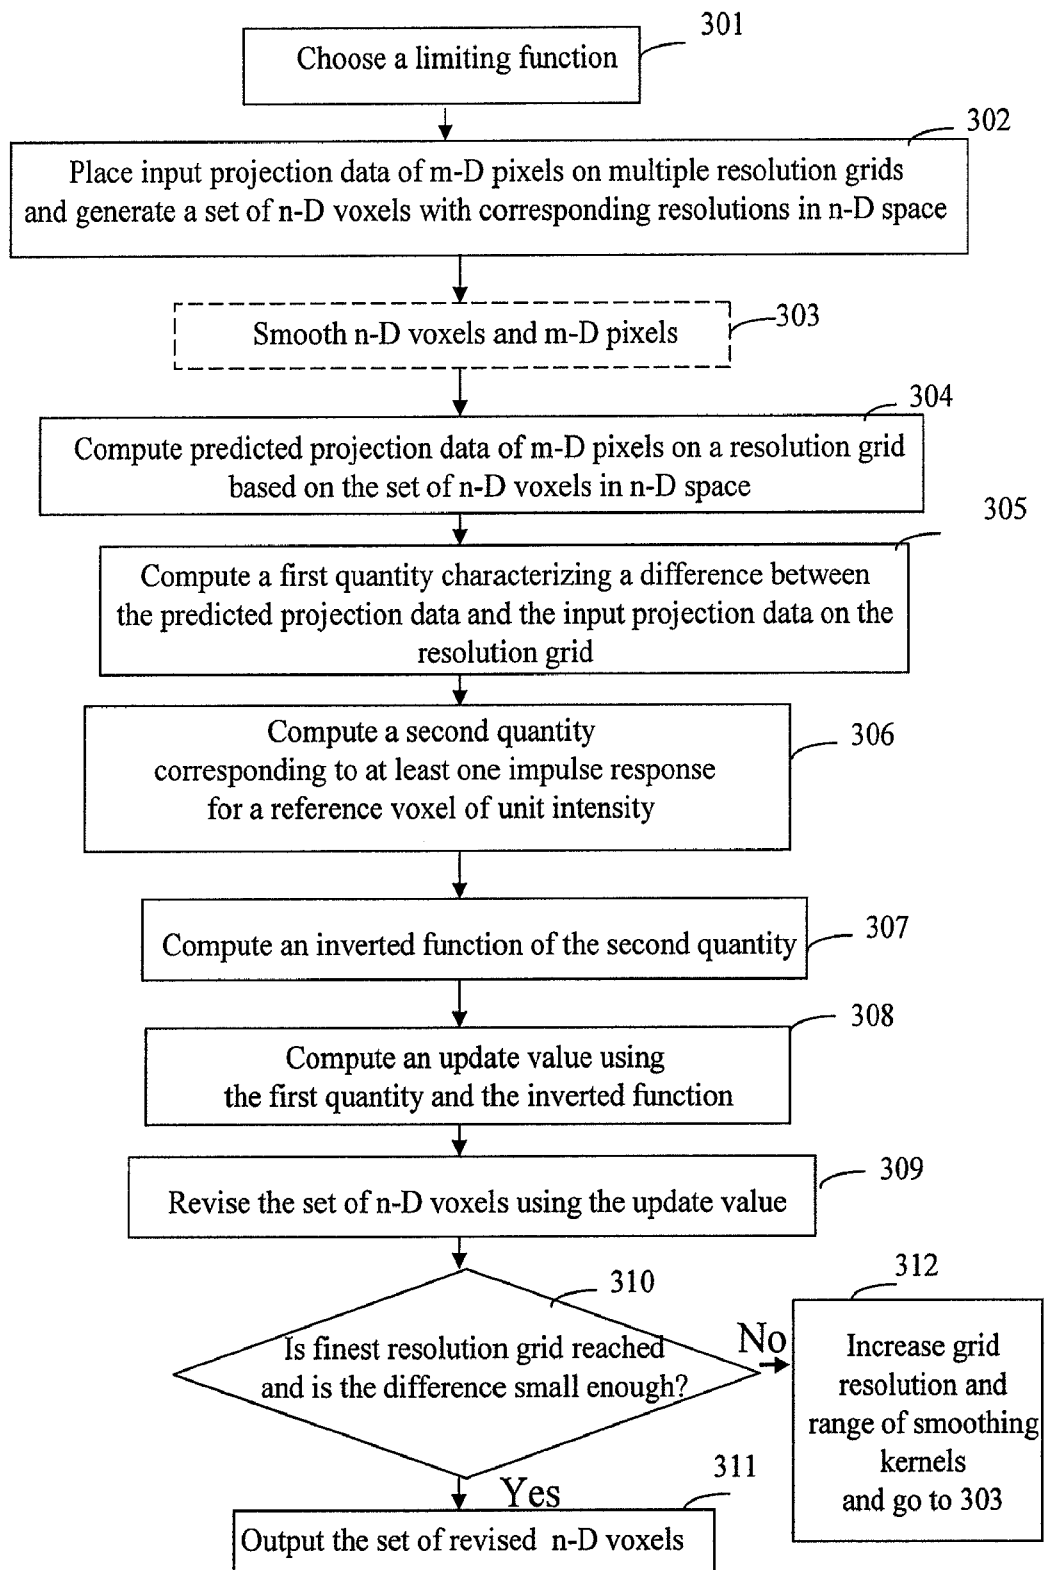 301
Choose a limiting function
302
Place input projection data of m-D pixels on multiple resolution grids
and generate a set of n-D voxels with corresponding resolutions in n-D space
303
Smooth n-D voxels and m-D pixels
304
Compute predicted projection data of m-D pixels on a resolution grid
based on the set of n-D voxels in n-D space
305
Compute a first quantity characterizing a difference between
the predicted projection data and the input projection data on the
resolution grid
Compute a second quantity
corresponding to at least one impulse response
for a reference voxel of unit intensity
306
Compute an inverted function of the second quantity
307
308
Compute an update value using
the first quantity and the inverted function
309
Revise the set of n-D voxels using the update value
310
Is finest resolution grid reached
and is the difference small enough?
No
312
Increase grid
resolution and
range of smoothing
kernels
and go to 303
Yes
311
Output the set of revised n-D voxels